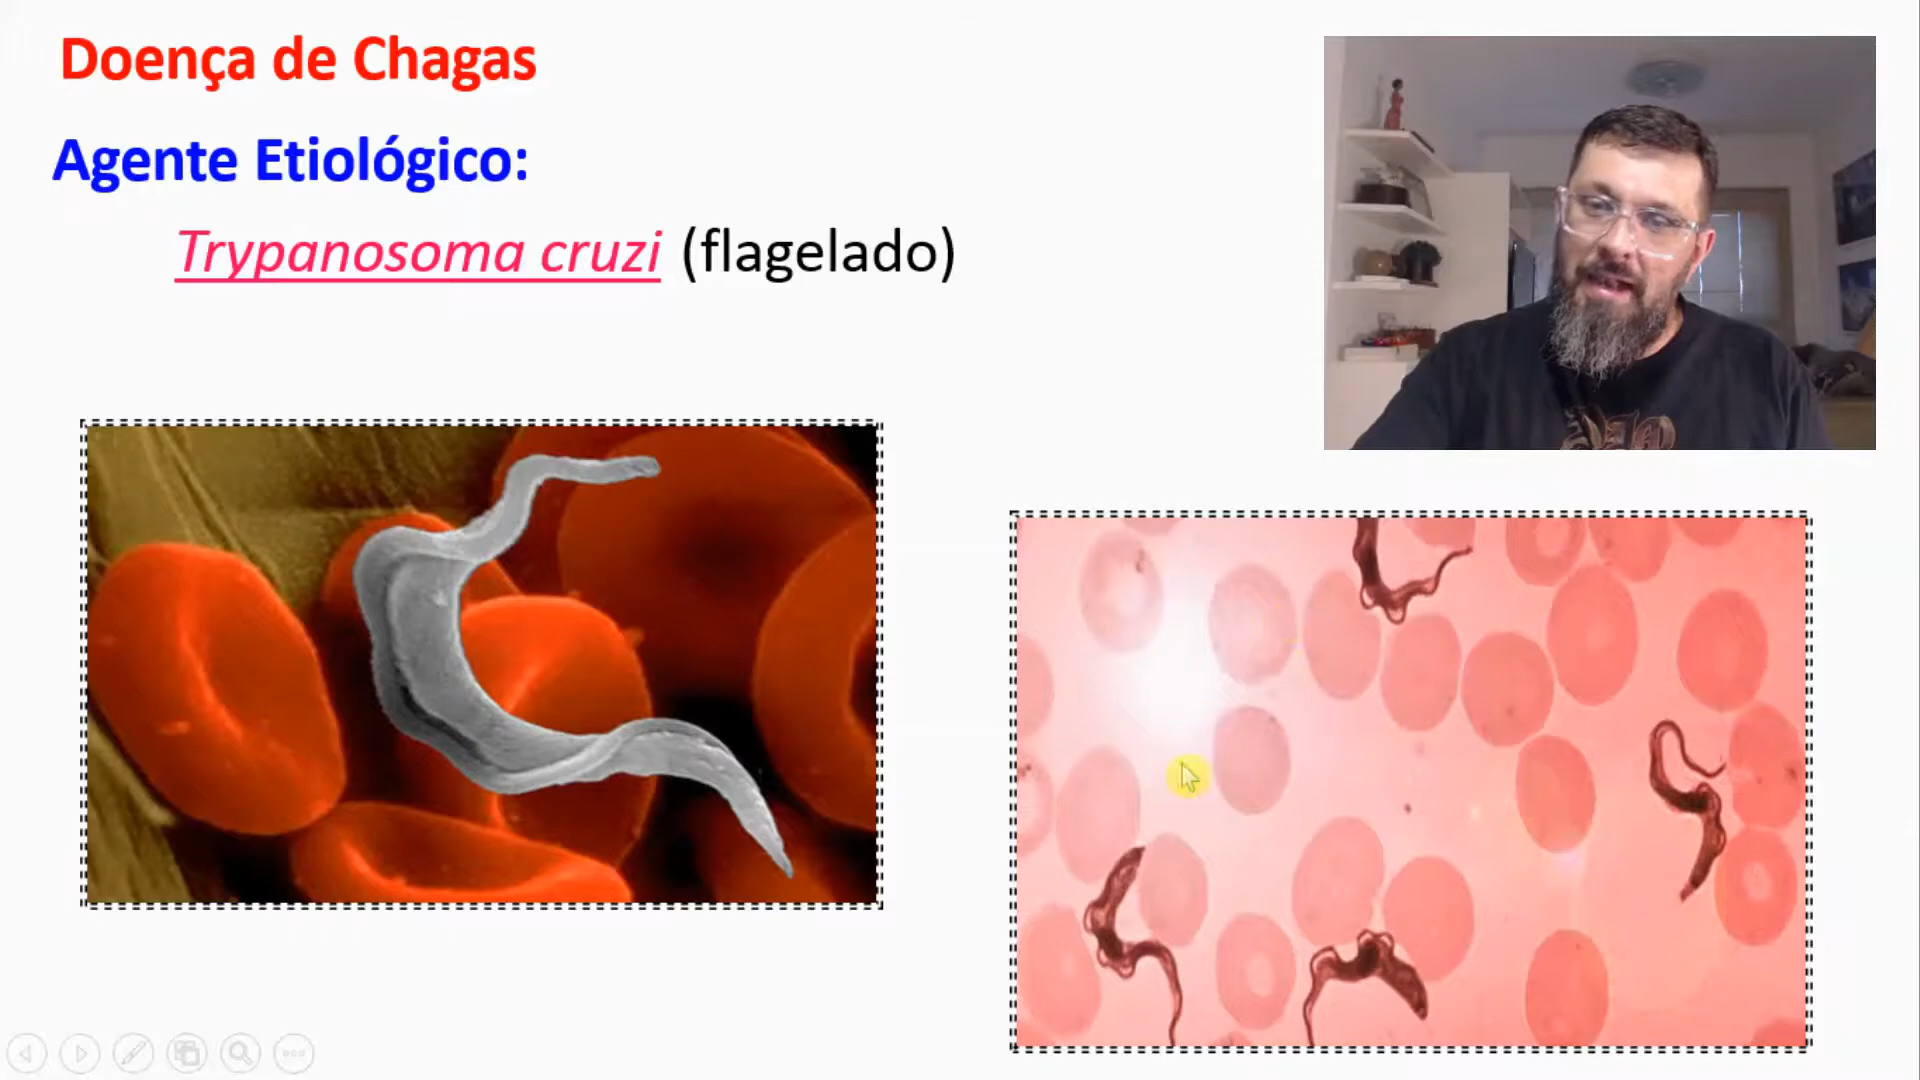 Doença de Chagas
Agente Etiológico:
Trypanosoma cruzi (flagelado)